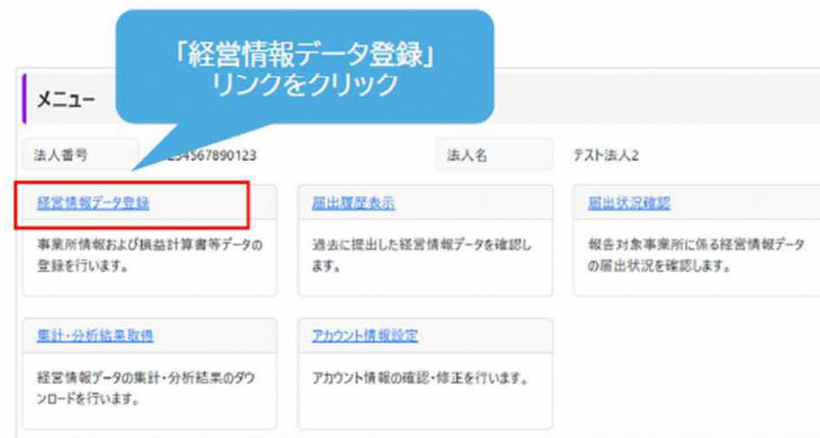 「経営情報データ登録」
リンクをクリック
メニュー
法人番号
234567890123
法人名
テスト法人2
経営情報データ登録
届出履歴表示
届出状況確認
事業所情報および損益計算書等データの
登録を行います。
過去に提出した経営情報データを確認し
ます。
報告対象事業所に係る経営情報データ
の届出状況を確認します。
集計・分析結果取得
アカウント情報設定
経営情報データの集計・分析結果のダウ
ンロードを行います。
アカウント情報の確認・修正を行います。